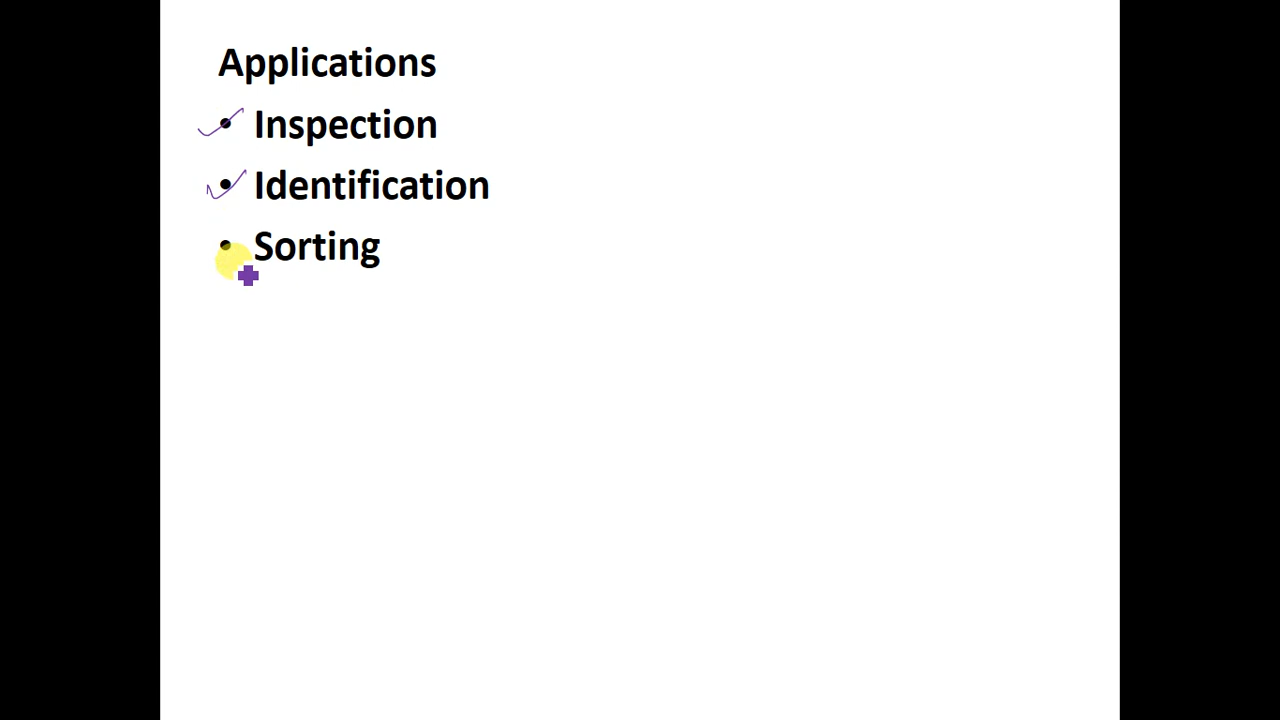 Applications
• Inspection
• Identification
• Sorting